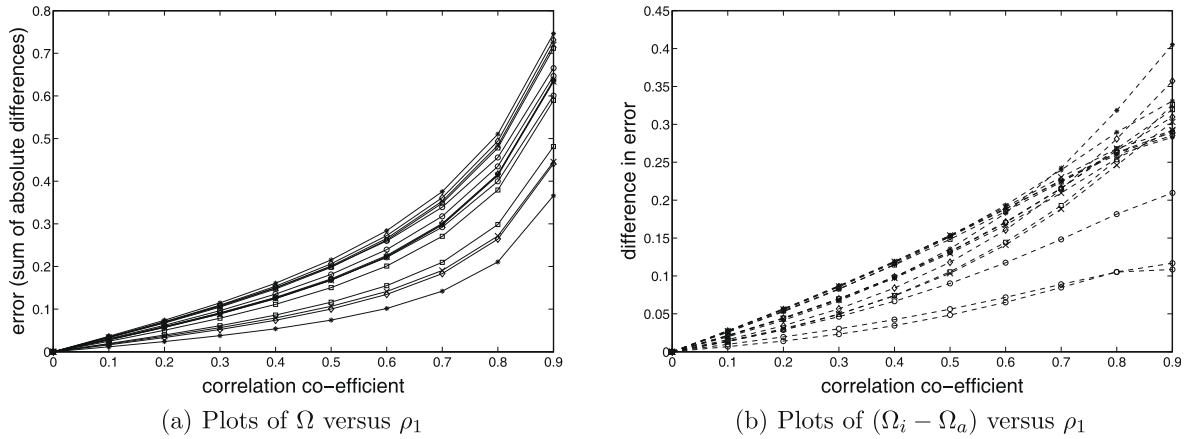 0.8
0.7
0.6
0.5
0.4
0.3
0.2
0.1
0
error (sum of absolute differences)
0 0.1 0.2 0.3 0.4 0.5 0.6 0.7 0.8 0.9
correlation co-efficient
(a) Plots of Ω versus ρ₁
0.45
0.4
0.35
0.3
0.25
0.2
0.15
0.1
0.05
0
difference in error
0 0.1 0.2 0.3 0.4 0.5 0.6 0.7 0.8 0.9
correlation co-efficient
(b) Plots of (Ωᵢ − Ωₐ) versus ρ₁